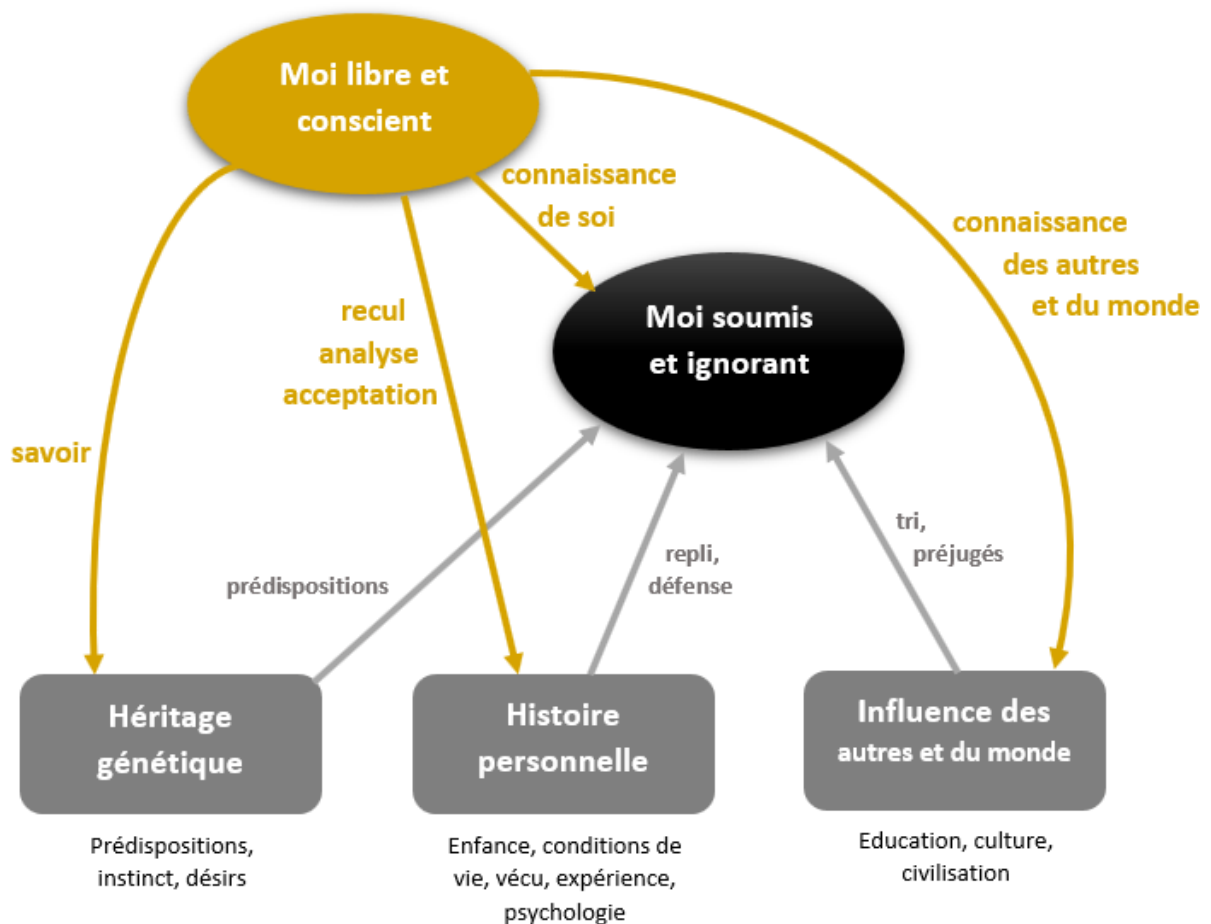 Moi libre et
conscient
connaissance
de soi
connaissance
des autres
et du monde
recul
analyse
acceptation
Moi soumis
et ignorant
savoir
prédispositions
repli,
défense
tri,
préjugés
Héritage
génétique
Histoire
personnelle
Influence des
autres et du monde
Prédispositions,
instinct, désirs
Enfance, conditions de
vie, vécu, expérience,
psychologie
Education, culture,
civilisation